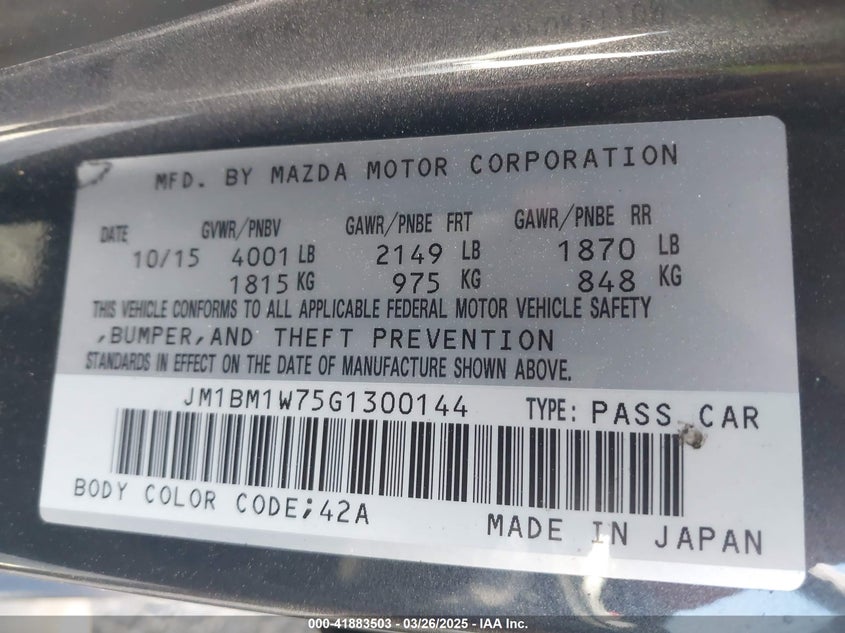 MFD. BY MAZDA MOTOR CORPORATION
DATE GVWR/PNBV GAWR/PNBE FRT GAWR/PNBE RR
10/15 4001 LB 2149 LB 1870 LB
1815 KG 975 KG 848 KG
THIS VEHICLE CONFORMS TO ALL APPLICABLE FEDERAL MOTOR VEHICLE SAFETY
,BUMPER,AND THEFT PREVENTION
STANDARDS IN EFFECT ON THE DATE OF MANUFACTURE SHOWN ABOVE.
JM1BM1W75G1300144 TYPE: PASS CAR
BODY COLOR CODE;42A
MADE IN JAPAN
000-41883503 - 03/26/2025 - IAA Inc.